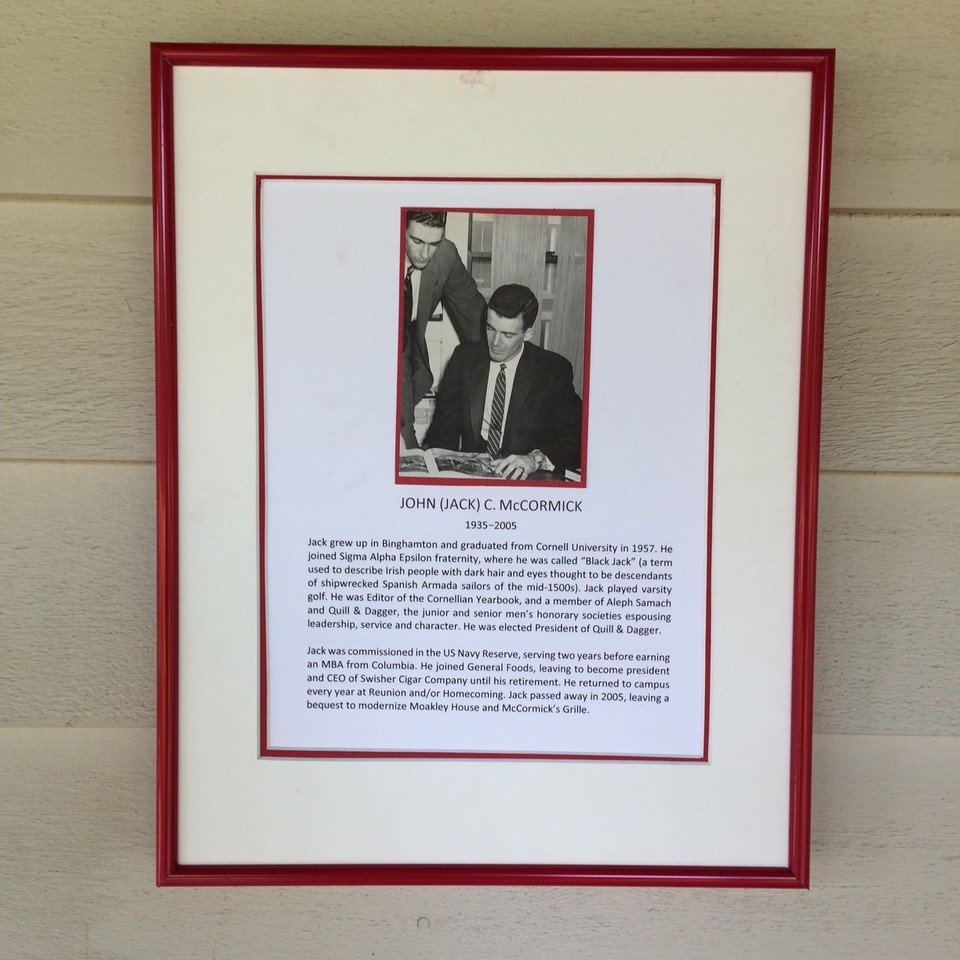 JOHN (JACK) C. McCORMICK
1935–2005
Jack grew up in Binghamton and graduated from Cornell University in 1957. He
joined Sigma Alpha Epsilon fraternity, where he was called "Black Jack" (a term
used to describe Irish people with dark hair and eyes thought to be descendants
of shipwrecked Spanish Armada sailors of the mid-1500s). Jack played varsity
golf. He was Editor of the Cornellian Yearbook, and a member of Aleph Samach
and Quill & Dagger, the junior and senior men's honorary societies espousing
leadership, service and character. He was elected President of Quill & Dagger.
Jack was commissioned in the US Navy Reserve, serving two years before earning
an MBA from Columbia. He joined General Foods, leaving to become president
and CEO of Swisher Cigar Company until his retirement. He returned to campus
every year at Reunion and/or Homecoming. Jack passed away in 2005, leaving a
bequest to modernize Moakley House and McCormick's Grille.